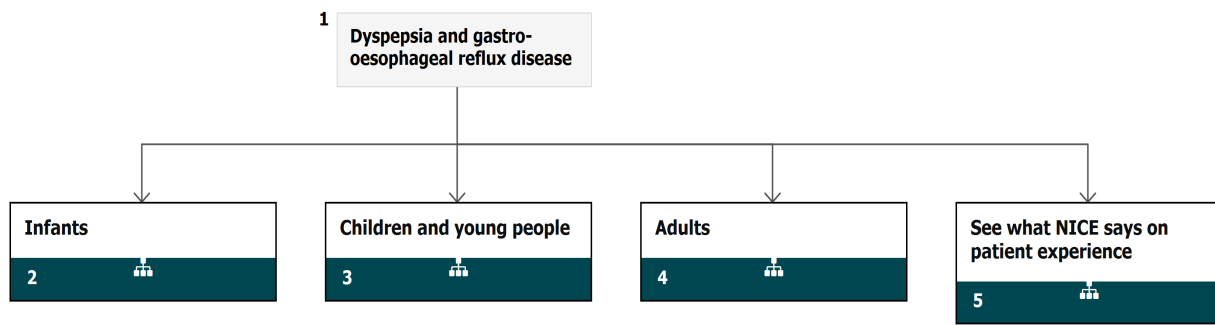 1
Dyspepsia and gastro-
oesophageal reflux disease
Infants
2
Children and young people
3
Adults
4
See what NICE says on
patient experience
5